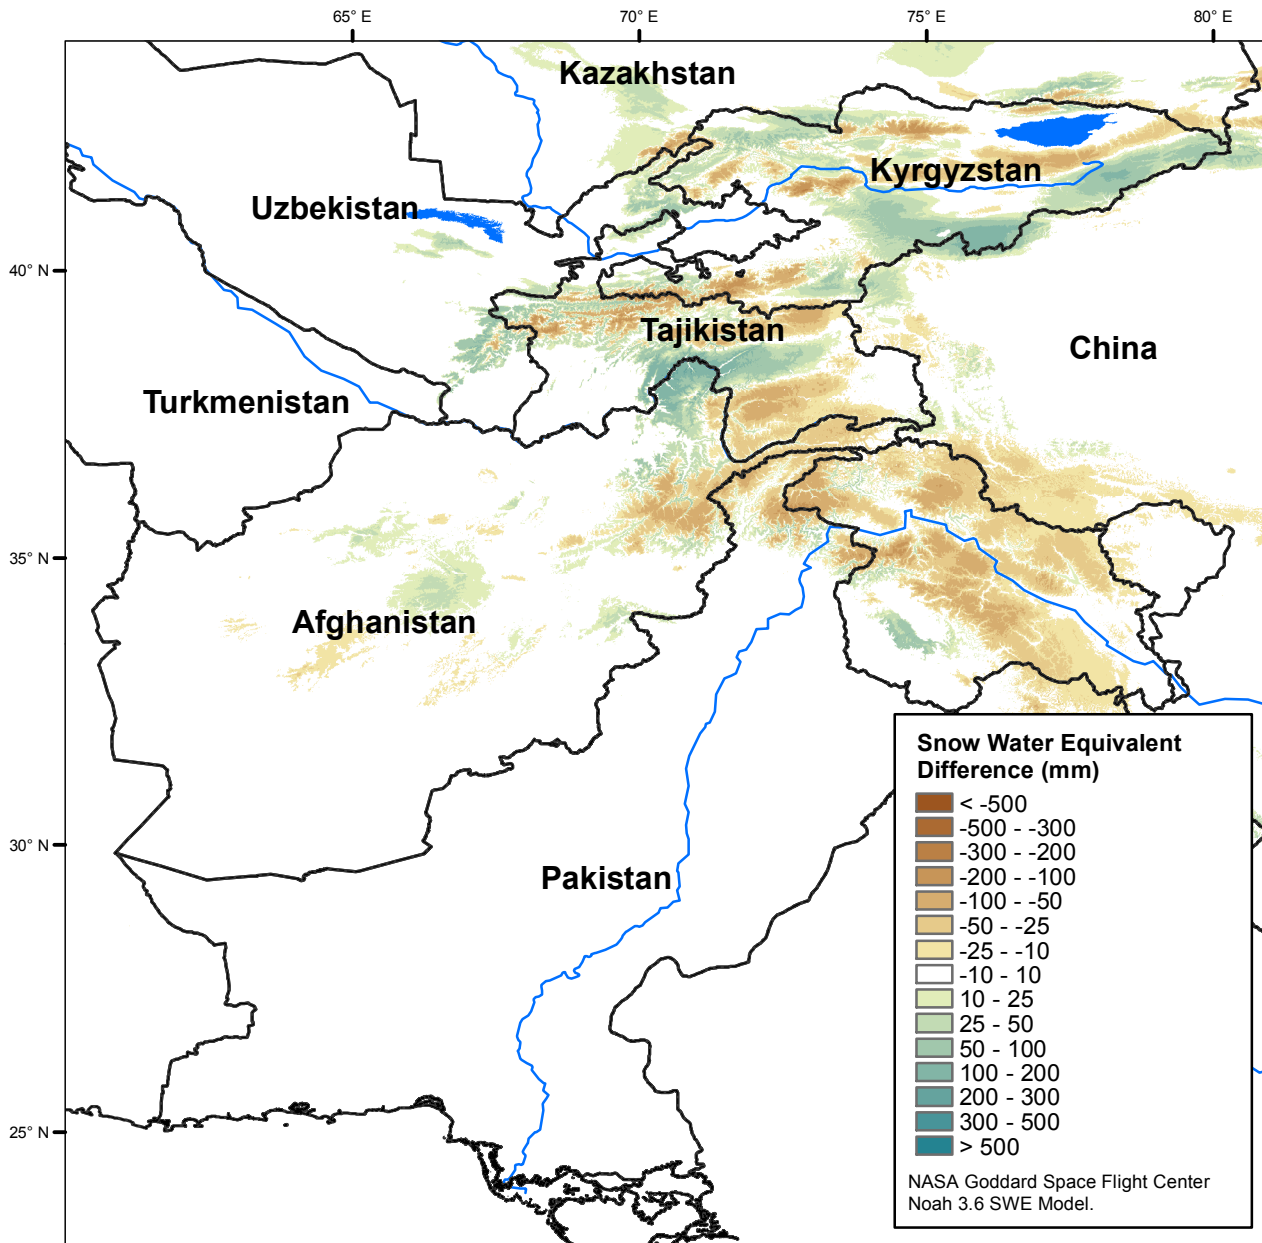 65° E
70° E
75° E
80° E
Kazakhstan
Kyrgyzstan
Uzbekistan
40° N
Tajikistan
China
Turkmenistan
35° N
Afghanistan
Snow Water Equivalent
Difference (mm)
< -500
-500 - -300
-300 - -200
-200 - -100
-100 - -50
-50 - -25
-25 - -10
-10 - 10
10 - 25
25 - 50
50 - 100
100 - 200
200 - 300
300 - 500
> 500
NASA Goddard Space Flight Center
Noah 3.6 SWE Model.
30° N
Pakistan
25° N